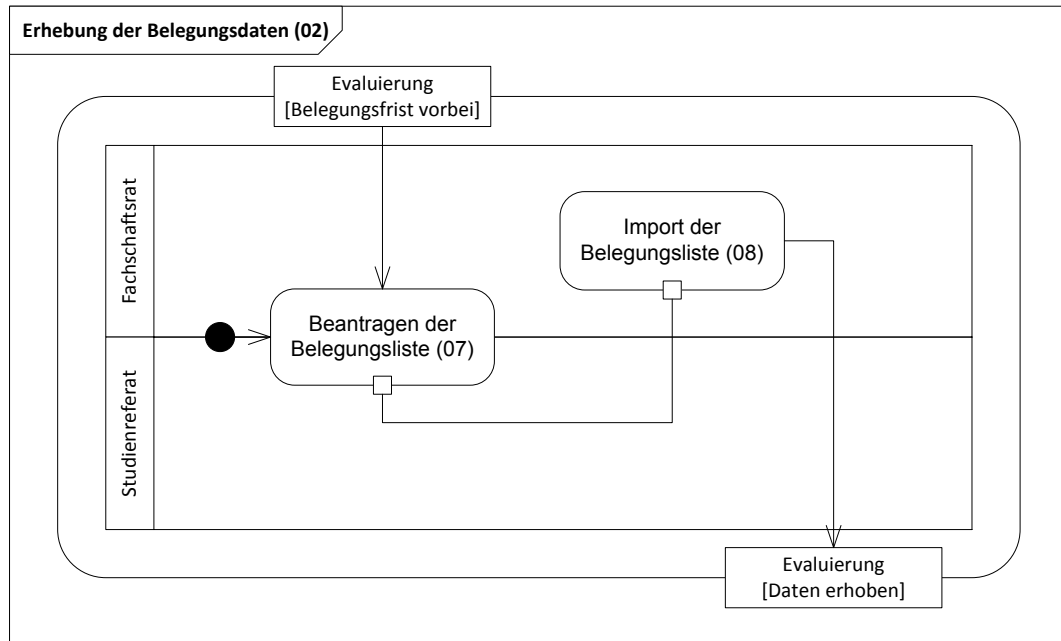 Erhebung der Belegungsdaten (02)
Evaluierung
[Belegungsfrist vorbei]
Fachschaftsrat
Import der
Belegungsliste (08)
Beantragen der
Belegungsliste (07)
Studienreferat
Evaluierung
[Daten erhoben]